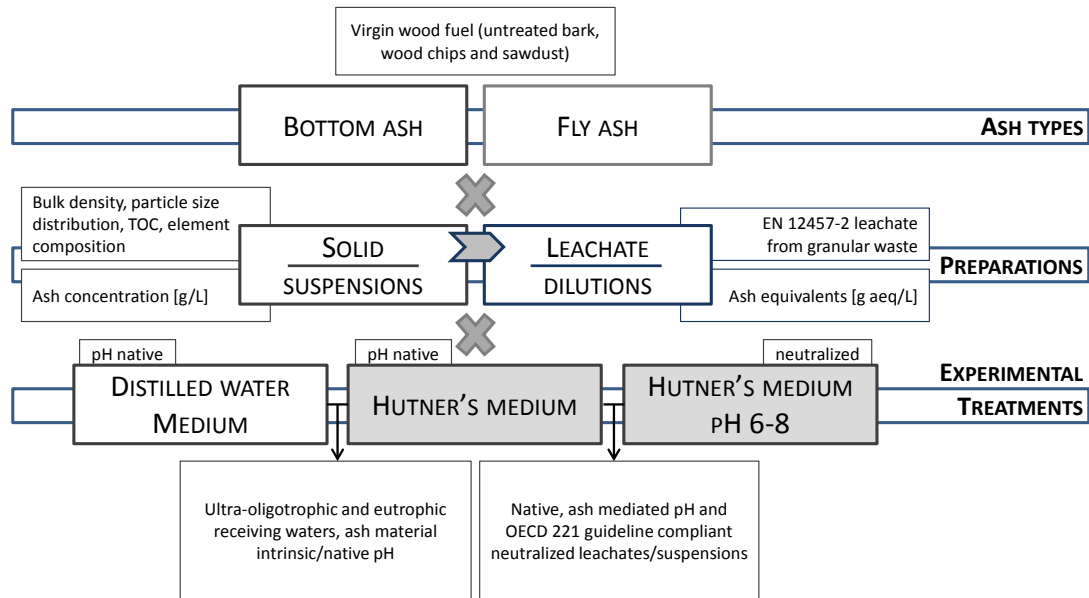 Virgin wood fuel (untreated bark,
wood chips and sawdust)
BOTTOM ASH
FLY ASH
ASH TYPES
Bulk density, particle size
distribution, TOC, element
composition
Ash concentration [g/L]
SOLID
SUSPENSIONS
LEACHATE
DILUTIONS
EN 12457-2 leachate
from granular waste
Ash equivalents [g aeq/L]
PREPARATIONS
pH native
DISTILLED WATER
MEDIUM
pH native
HUTNER'S MEDIUM
neutralized
HUTNER'S MEDIUM
PH 6-8
EXPERIMENTAL
TREATMENTS
Ultra-oligotrophic and eutrophic
receiving waters, ash material
intrinsic/native pH
Native, ash mediated pH and
OECD 221 guideline compliant
neutralized leachates/suspensions